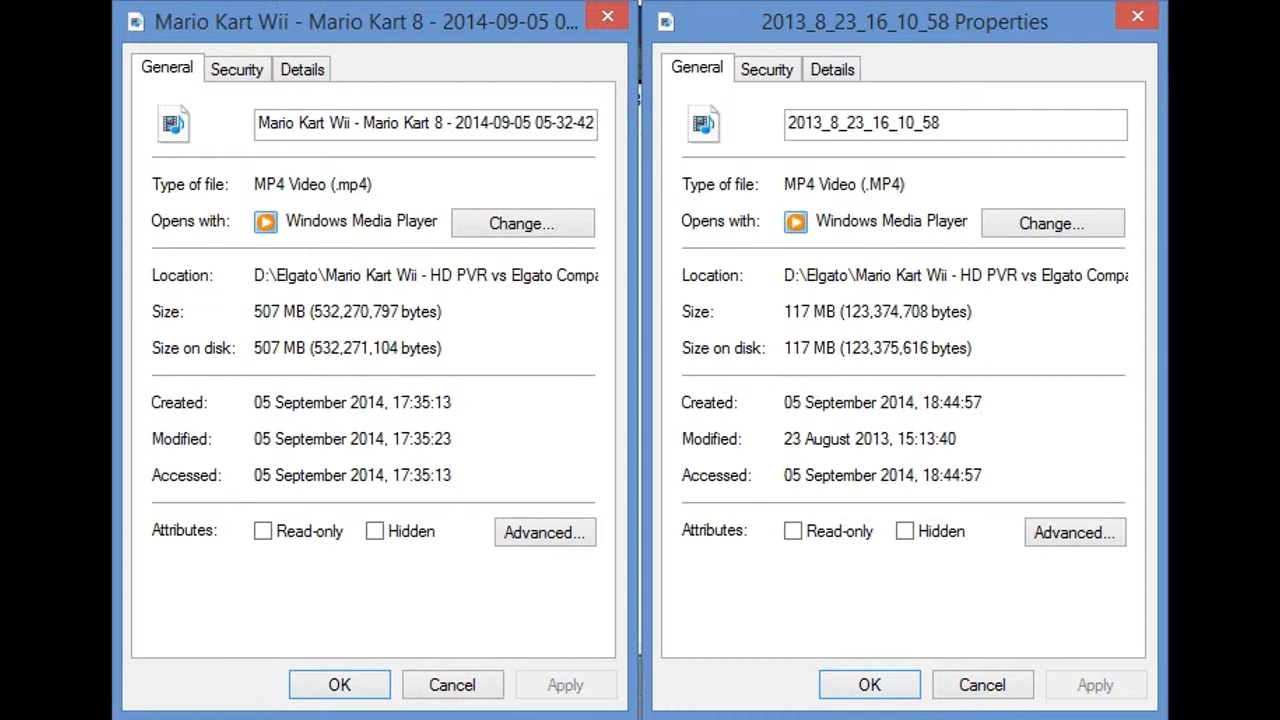 Mario Kart Wii - Mario Kart 8 - 2014-09-05 0...
General Security Details
Mario Kart Wii - Mario Kart 8 - 2014-09-05 05-32-42
Type of file: MP4 Video (.mp4)
Opens with: Windows Media Player Change...
Location: D:\Elgato\Mario Kart Wii - HD PVR vs Elgato Compa
Size: 507 MB (532,270,797 bytes)
Size on disk: 507 MB (532,271,104 bytes)
Created: 05 September 2014, 17:35:13
Modified: 05 September 2014, 17:35:23
Accessed: 05 September 2014, 17:35:13
Attributes: Read-only Hidden Advanced...
OK Cancel Apply
2013_8_23_16_10_58 Properties
General Security Details
2013_8_23_16_10_58
Type of file: MP4 Video (.MP4)
Opens with: Windows Media Player Change...
Location: D:\Elgato\Mario Kart Wii - HD PVR vs Elgato Compa
Size: 117 MB (123,374,708 bytes)
Size on disk: 117 MB (123,375,616 bytes)
Created: 05 September 2014, 18:44:57
Modified: 23 August 2013, 15:13:40
Accessed: 05 September 2014, 18:44:57
Attributes: Read-only Hidden Advanced...
OK Cancel Apply